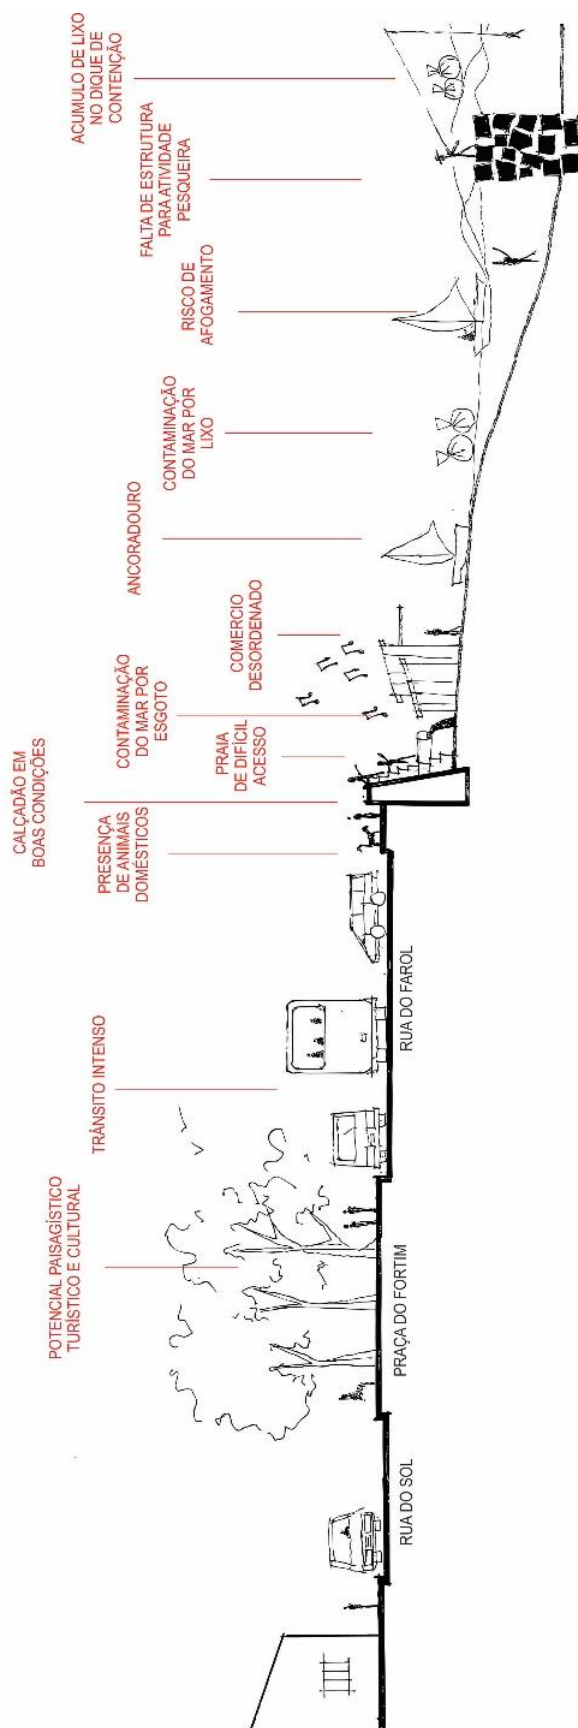 POTENCIAL PAISAGÍSTICO
TURÍSTICO E CULTURAL
TRÂNSITO INTENSO
PRESENÇA
DE ANIMAIS
DOMÉSTICOS
CALÇADÃO EM
BOAS CONDIÇÕES
PRAIA
DE DIFÍCIL
ACESSO
CONTAMINAÇÃO
DO MAR POR
ESGOTO
COMERCIO
DESORDENADO
ANCORADOURO
CONTAMINAÇÃO
DO MAR POR
LIXO
RISCO DE
AFOGAMENTO
FALTA DE ESTRUTURA
PARA ATIVIDADE
PESQUEIRA
ACUMULO DE LIXO
NO DIQUE DE
CONTENÇÃO
RUA DO SOL
PRAÇA DO FORTIM
RUA DO FAROL